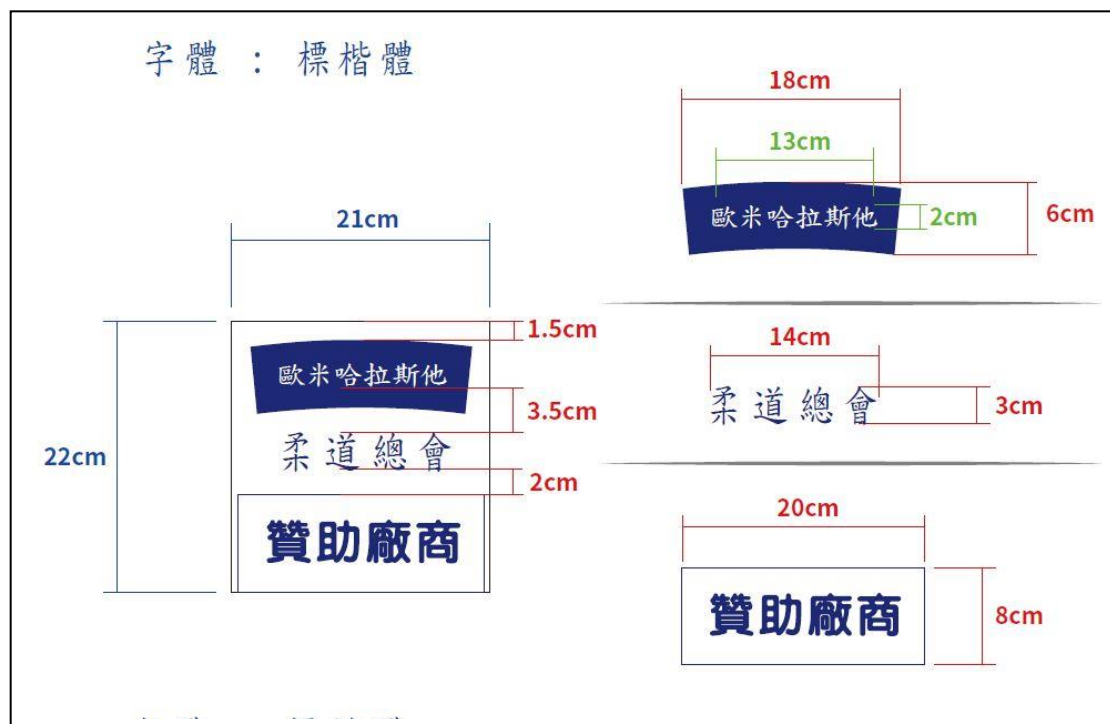 字體 : 標楷體
18cm
13cm
歐米哈拉斯他
2cm
6cm
21cm
1.5cm
歐米哈拉斯他
3.5cm
柔道總會
2cm
22cm
贊助廠商
14cm
柔道總會
3cm
20cm
贊助廠商
8cm